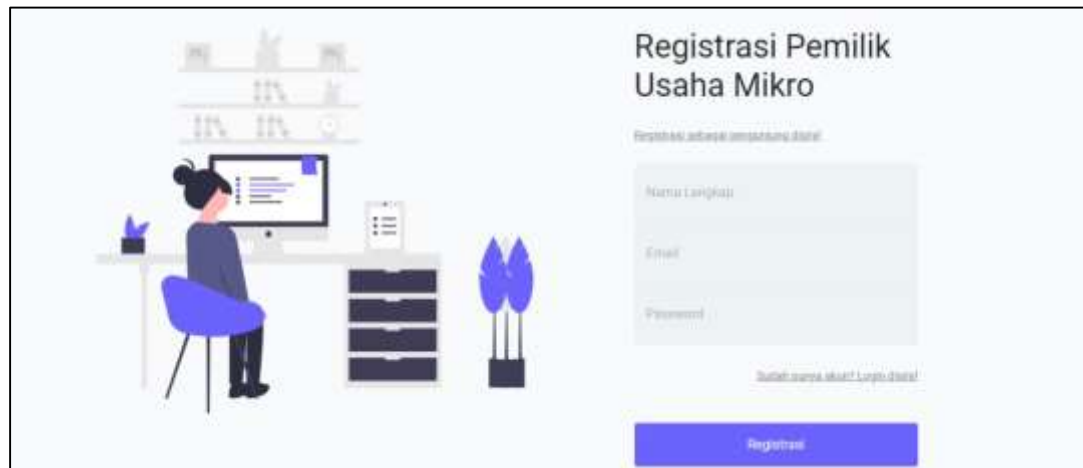 Registrasi Pemilik
Usaha Mikro
Registrasi sebagai pengunjung disini!
Nama Lengkap
Email
Password
Sudah punya akun? Login disini!
Registrasi